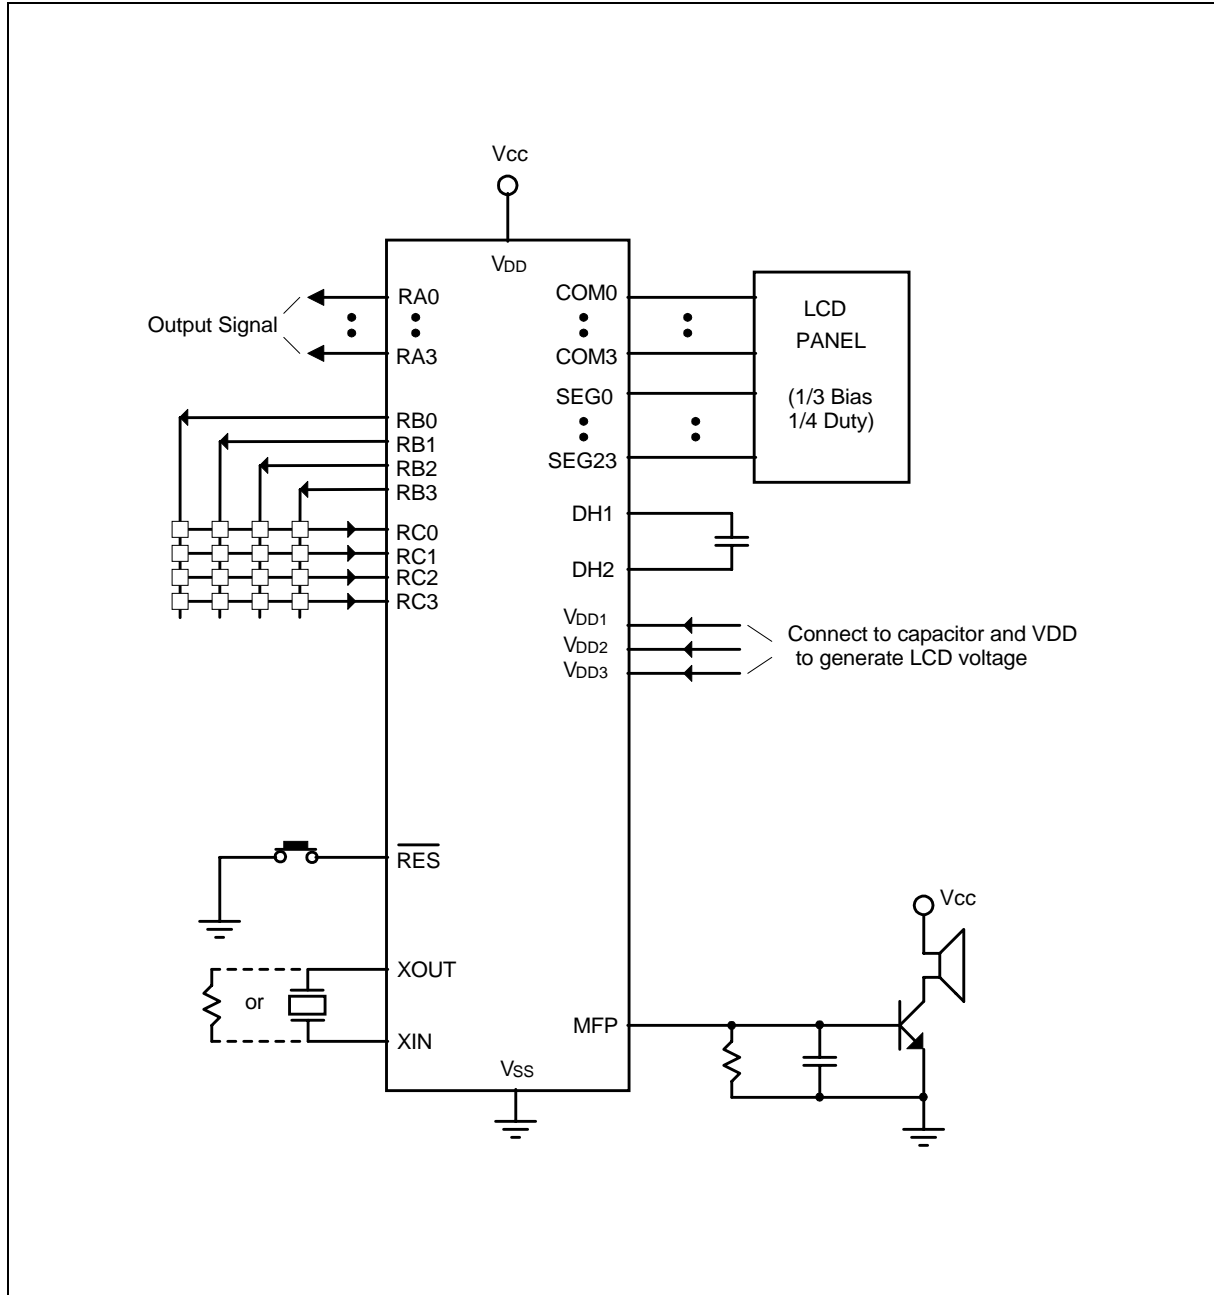 Vcc
VDD
Output Signal
RA0
RA3
RB0
RB1
RB2
RB3
RC0
RC1
RC2
RC3
RES
XOUT
or
XIN
VSS
COM0
COM3
SEG0
SEG23
LCD
PANEL
(1/3 Bias
1/4 Duty)
DH1
DH2
VDD1
VDD2
VDD3
Connect to capacitor and VDD
to generate LCD voltage
Vcc
MFP